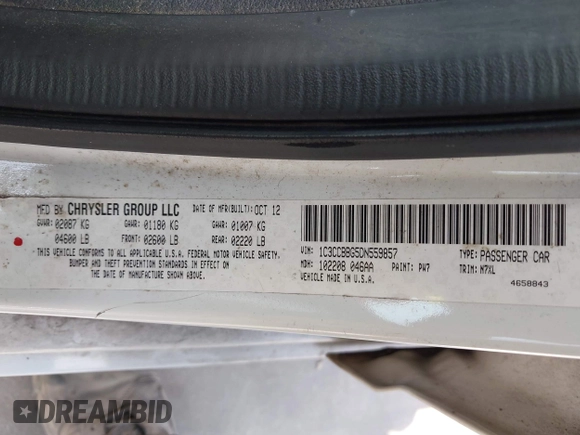 MFD BY CHRYSLER GROUP LLC DATE OF MFR(BUILT): OCT 12
GVWR: 02087 KG GAWR: 01180 KG GAWR: 01007 KG
04600 LB FRONT: 02600 LB REAR: 02220 LB
THIS VEHICLE CONFORMS TO ALL APPLICABLE U.S.A. FEDERAL MOTOR VEHICLE SAFETY,
BUMPER AND THEFT PREVENTION STANDARDS IN EFFECT ON
THE DATE OF MANUFACTURE SHOWN ABOVE.
VIN: 1C3CCBBG5DN559857 TYPE: PASSENGER CAR
MDH: 102208 046AA PAINT: PW7 TRIM: N7XL
VEHICLE MADE IN U.S.A.
4658843
DREAMBID